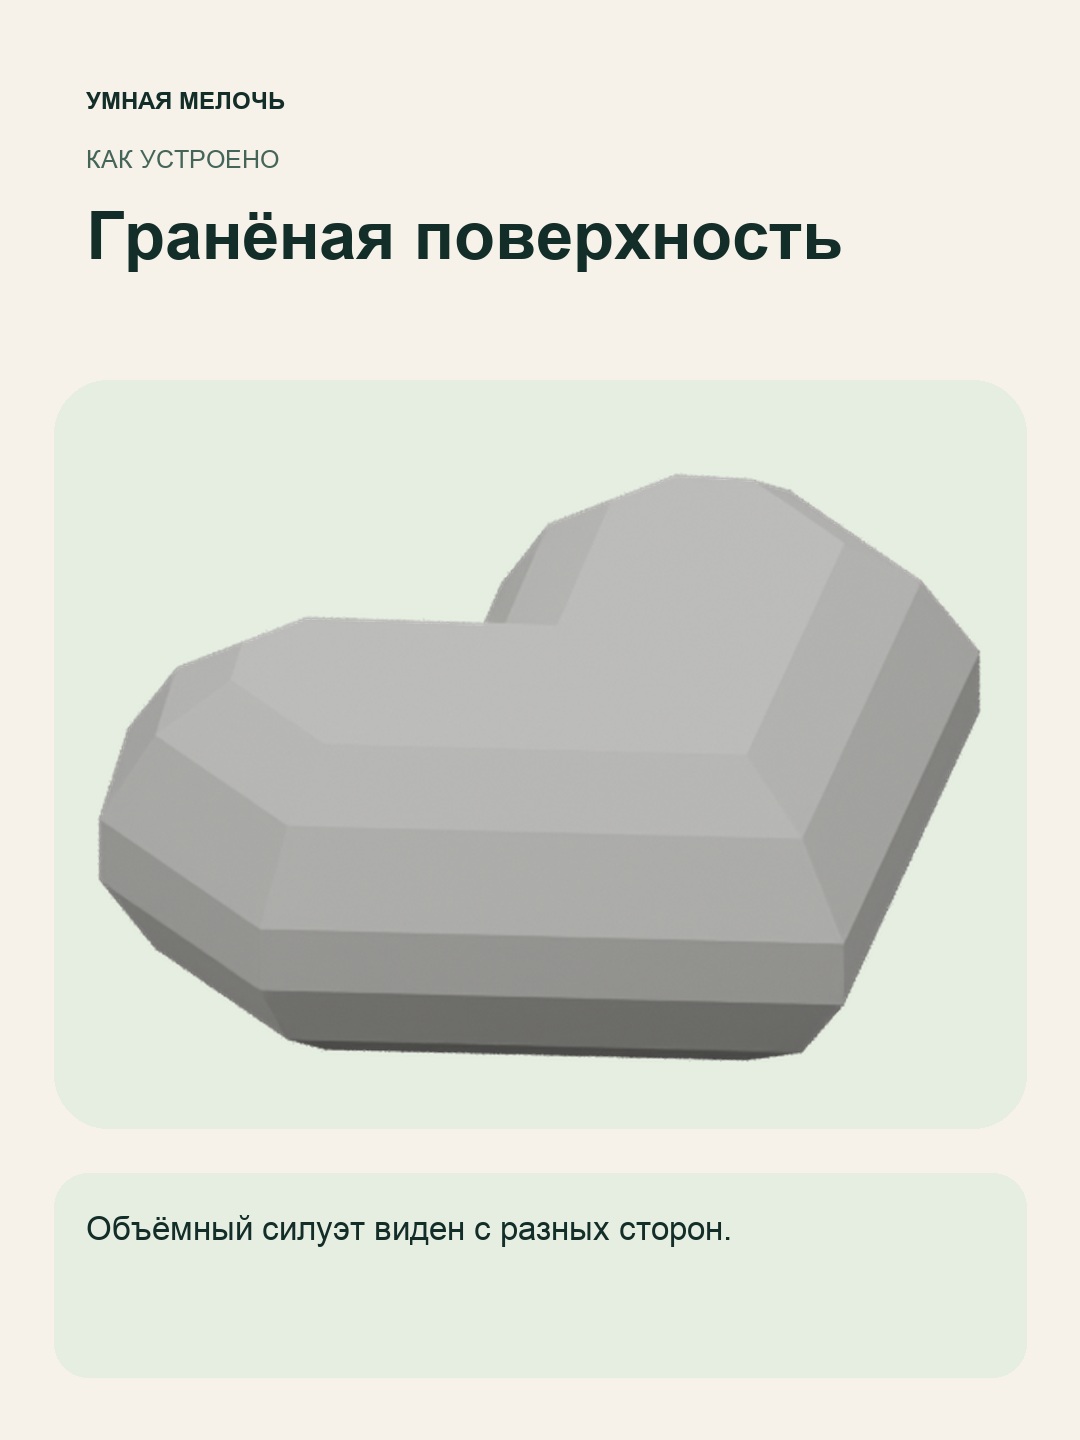 УМНАЯ МЕЛОЧЬ
КАК УСТРОЕНО
Гранёная поверхность
Объёмный силуэт виден с разных сторон.